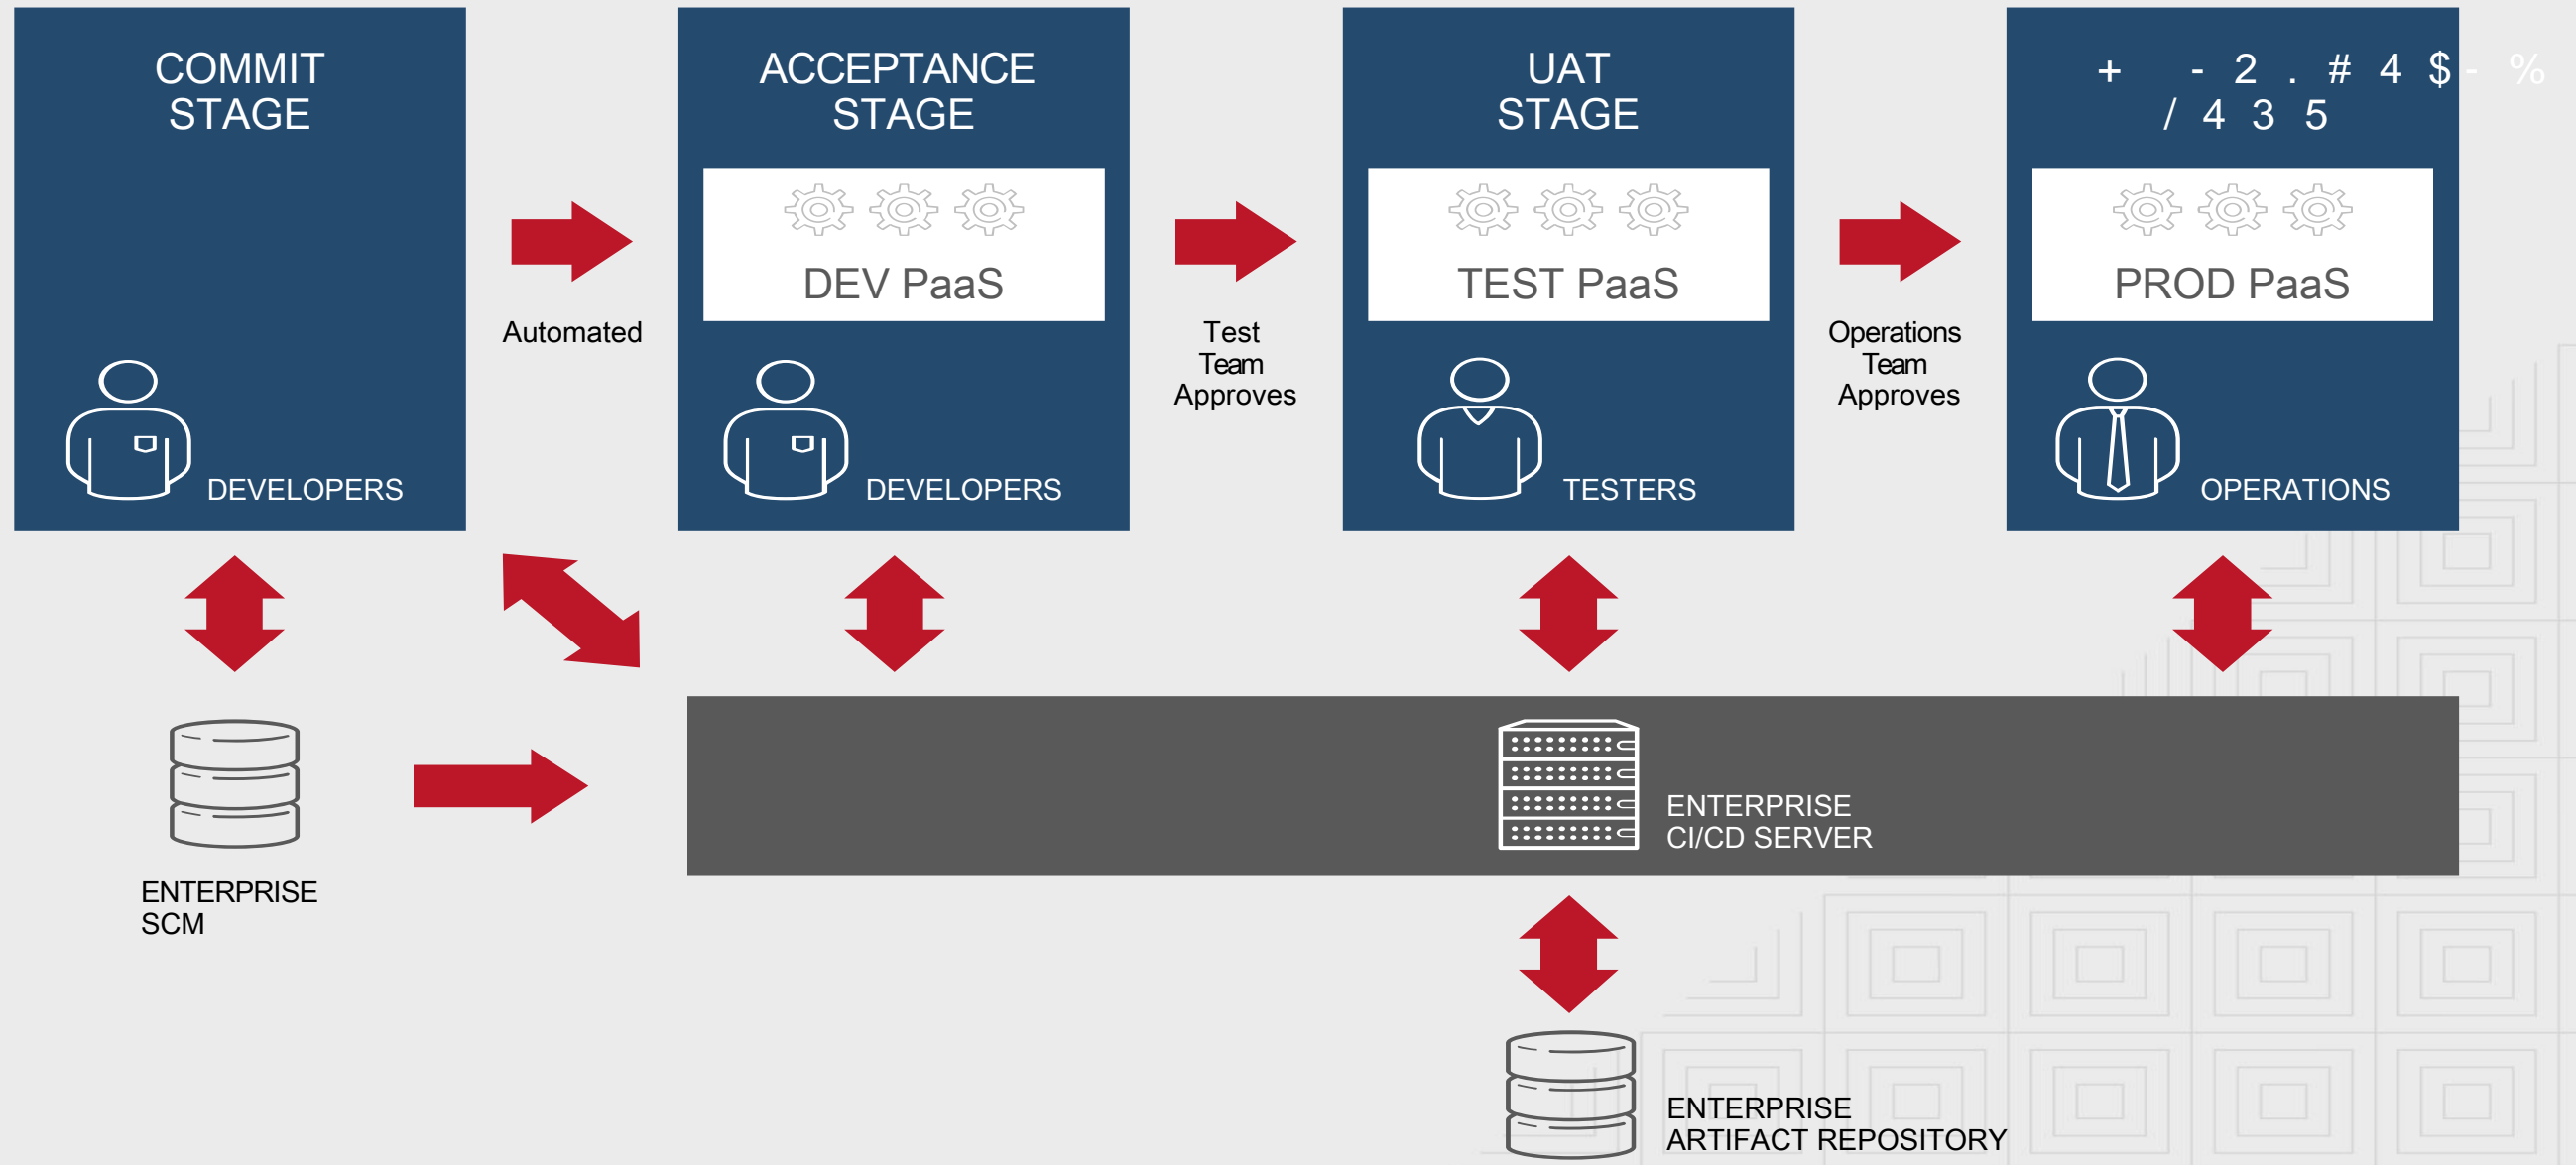 COMMIT
STAGE
ACCEPTANCE
STAGE
UAT
STAGE
+ - 2 . # 4 $ - %
/ 4 3 5
DEV PaaS
TEST PaaS
PROD PaaS
Automated
Test
Team
Approves
Operations
Team
Approves
DEVELOPERS
DEVELOPERS
TESTERS
OPERATIONS
ENTERPRISE
CI/CD SERVER
ENTERPRISE
SCM
ENTERPRISE
ARTIFACT REPOSITORY